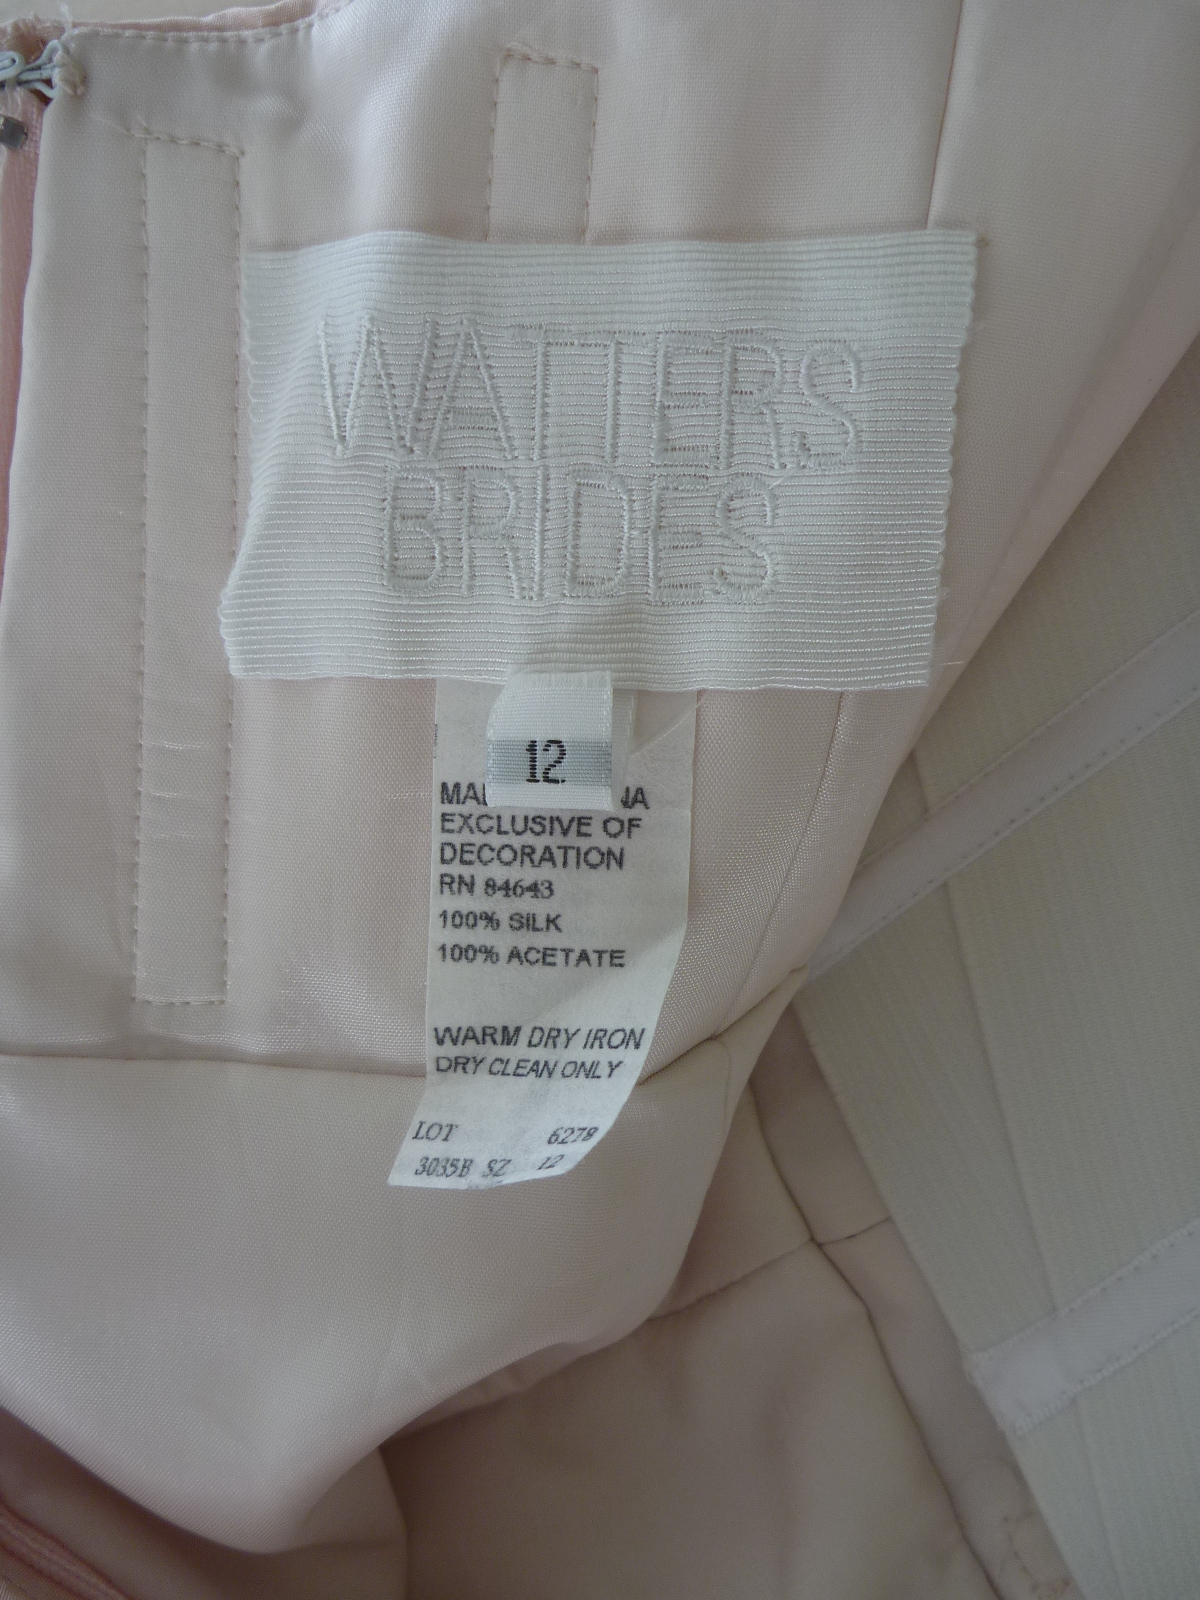 WATTERS
BRIDES
12
EXCLUSIVE OF
DECORATION
RN 84643
100% SILK
100% ACETATE
WARM DRY IRON
DRY CLEAN ONLY
LOT 6278
3035B SZ 12